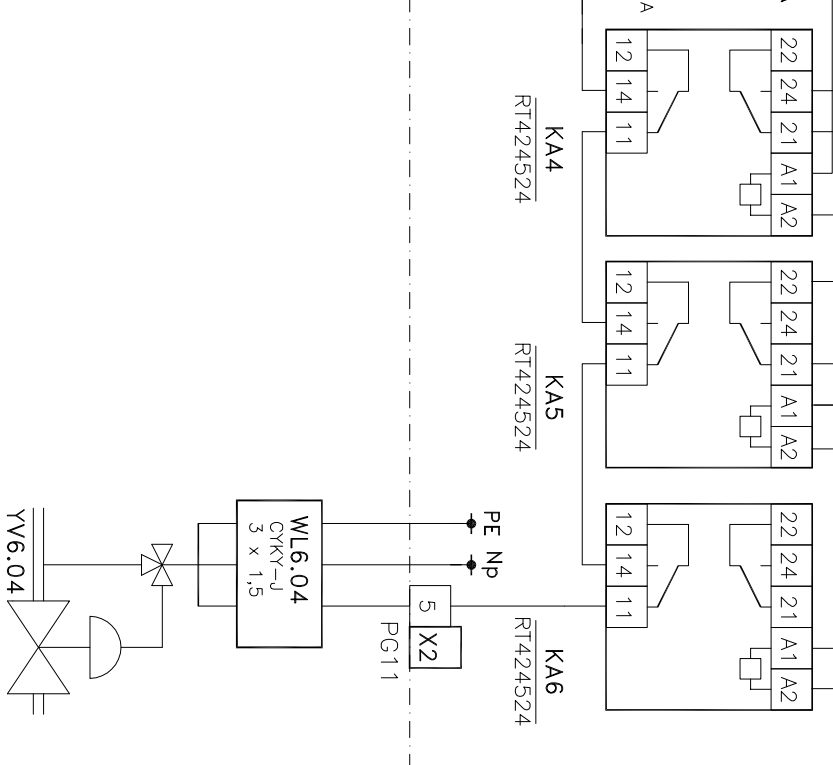 A
22
24
21
A1
A2
12
14
11
KA4
RT424524
22
24
21
A1
A2
12
14
11
KA5
RT424524
22
24
21
A1
A2
12
14
11
KA6
RT424524
PE Np
5 X2
PG11
WL6.04
CYKY-J
3 x 1,5
YV6.04